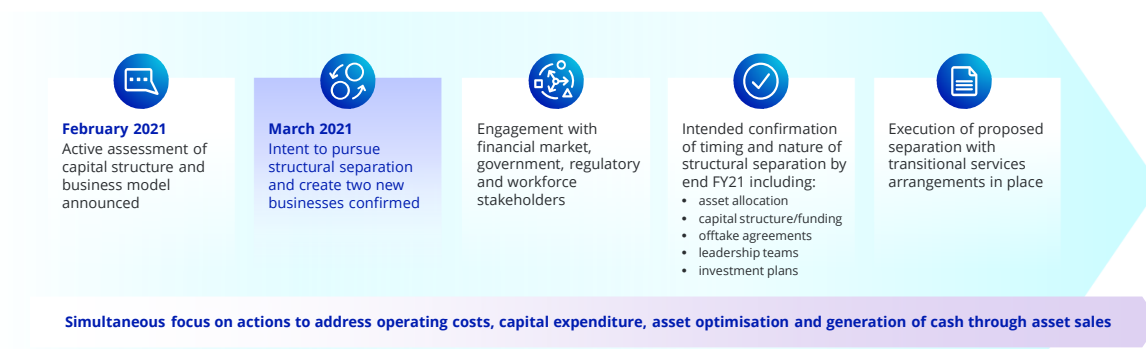 February 2021
Active assessment of
capital structure and
business model
announced
March 2021
Intent to pursue
structural separation
and create two new
businesses confirmed
Engagement with
financial market,
government, regulatory
and workforce
stakeholders
Intended confirmation
of timing and nature of
structural separation by
end FY21 including:
• asset allocation
• capital structure/funding
• offtake agreements
• leadership teams
• investment plans
Execution of proposed
separation with
transitional services
arrangements in place
Simultaneous focus on actions to address operating costs, capital expenditure, asset optimisation and generation of cash through asset sales